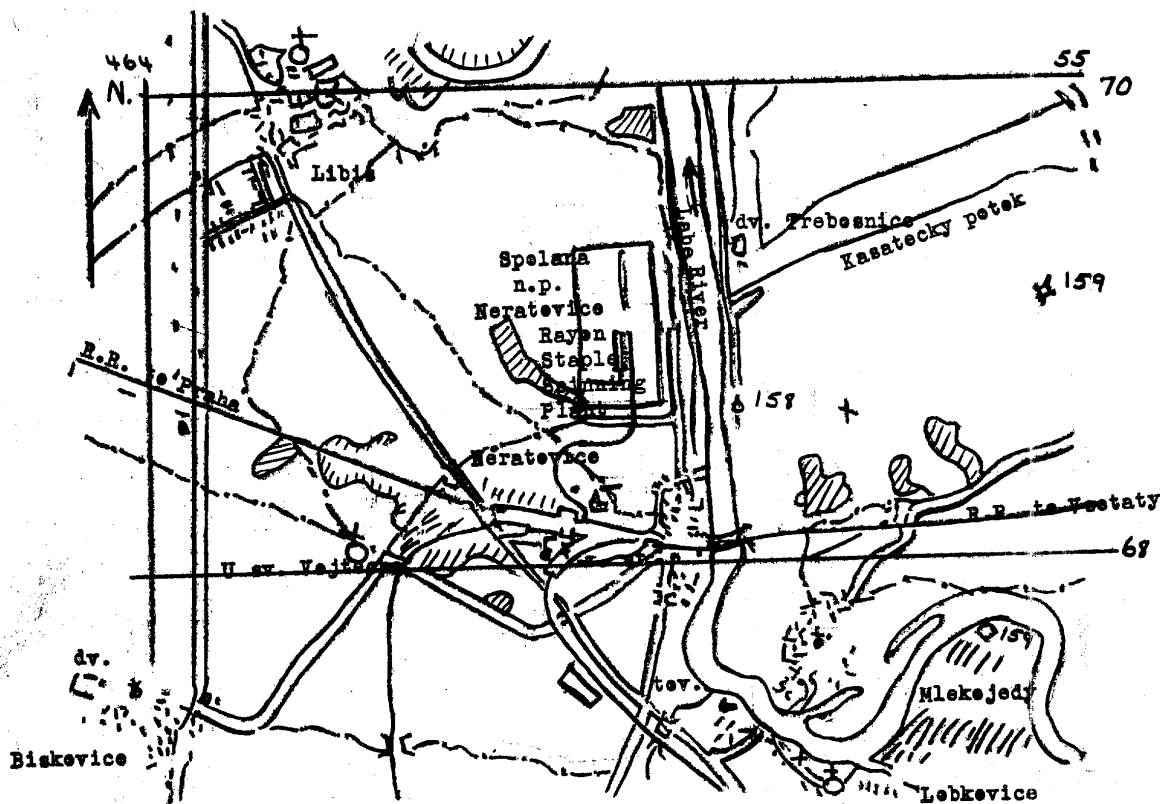 464
55
N.
70
Libis
dv. Trebesnice
Kasatecky potok
Labe River
Spolana
n.p.
Neratovice
Rayon
Staple
Spinning
Plant
159
R.R. to Praha
158
Neratovice
R.R. to Vsetaty
68
U sv. Vojtecha
159
dv.
tov.
Mlekojedy
Biskovice
Lobkovice